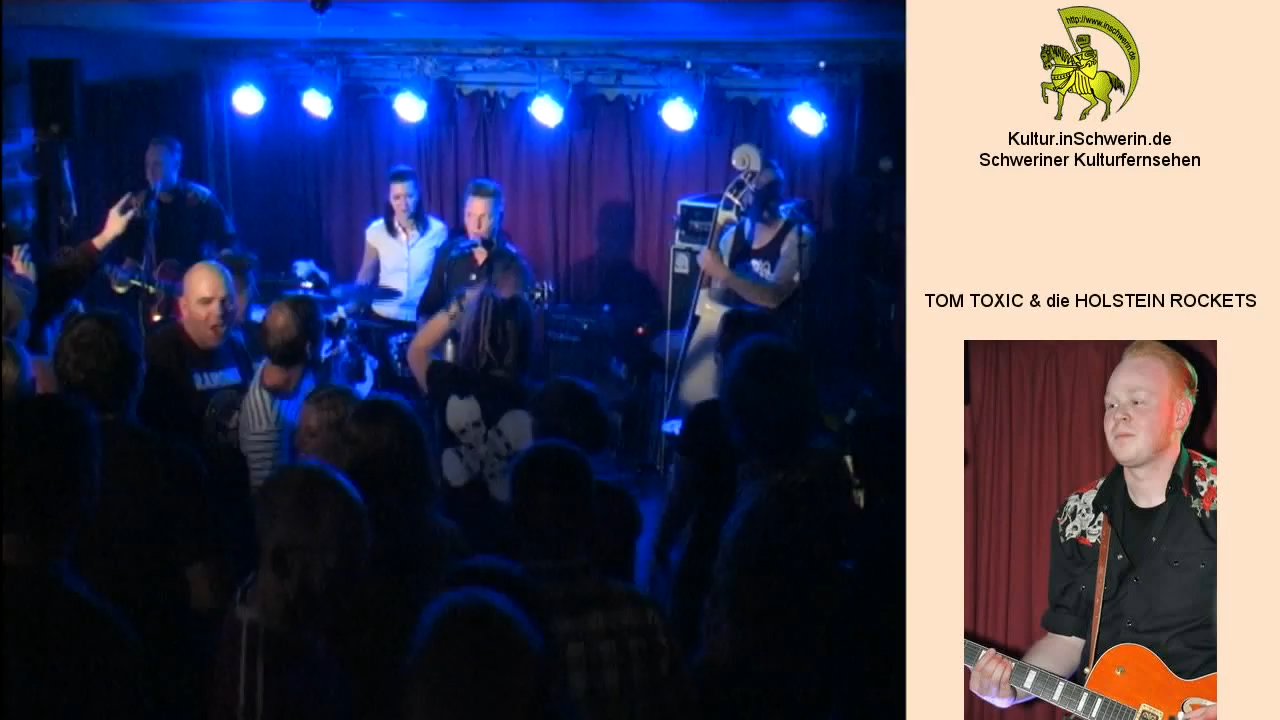 http://www.inschwerin.de
Kultur.inSchwerin.de
Schweriner Kulturfernsehen
TOM TOXIC & die HOLSTEIN ROCKETS